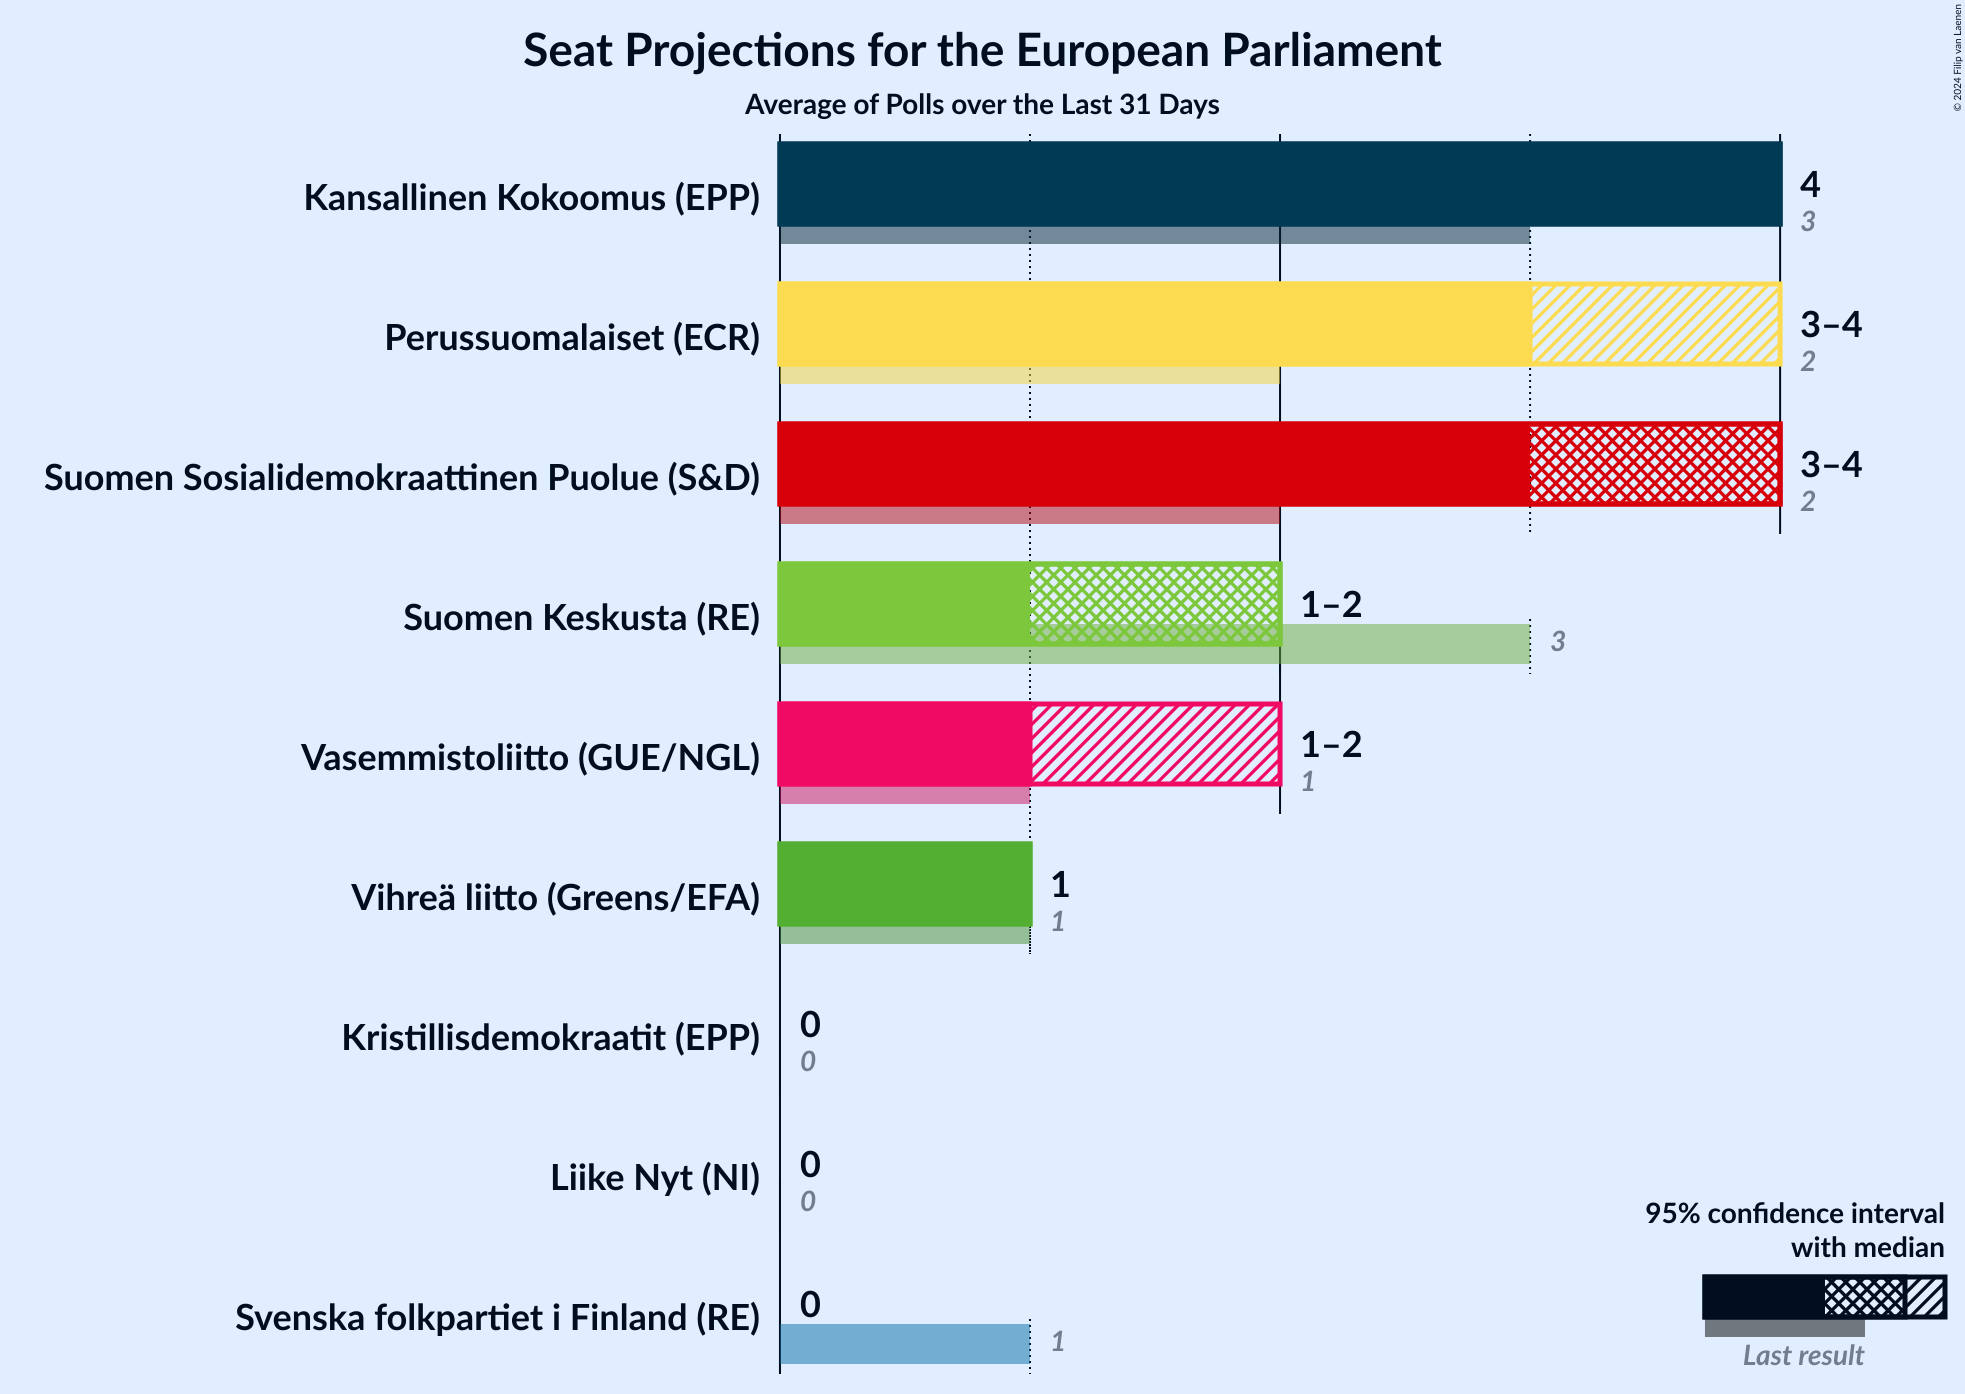 Seat Projections for the European Parliament
Average of Polls over the Last 31 Days
© 2024 Filip van Laenen
Kansallinen Kokoomus (EPP)
4
3
Perussuomalaiset (ECR)
3–4
2
Suomen Sosialidemokraattinen Puolue (S&D)
3–4
2
Suomen Keskusta (RE)
1–2
3
Vasemmistoliitto (GUE/NGL)
1–2
1
Vihreä liitto (Greens/EFA)
1
1
Kristillisdemokraatit (EPP)
0
0
Liike Nyt (NI)
0
0
Svenska folkpartiet i Finland (RE)
0
1
95% confidence interval
with median
Last result